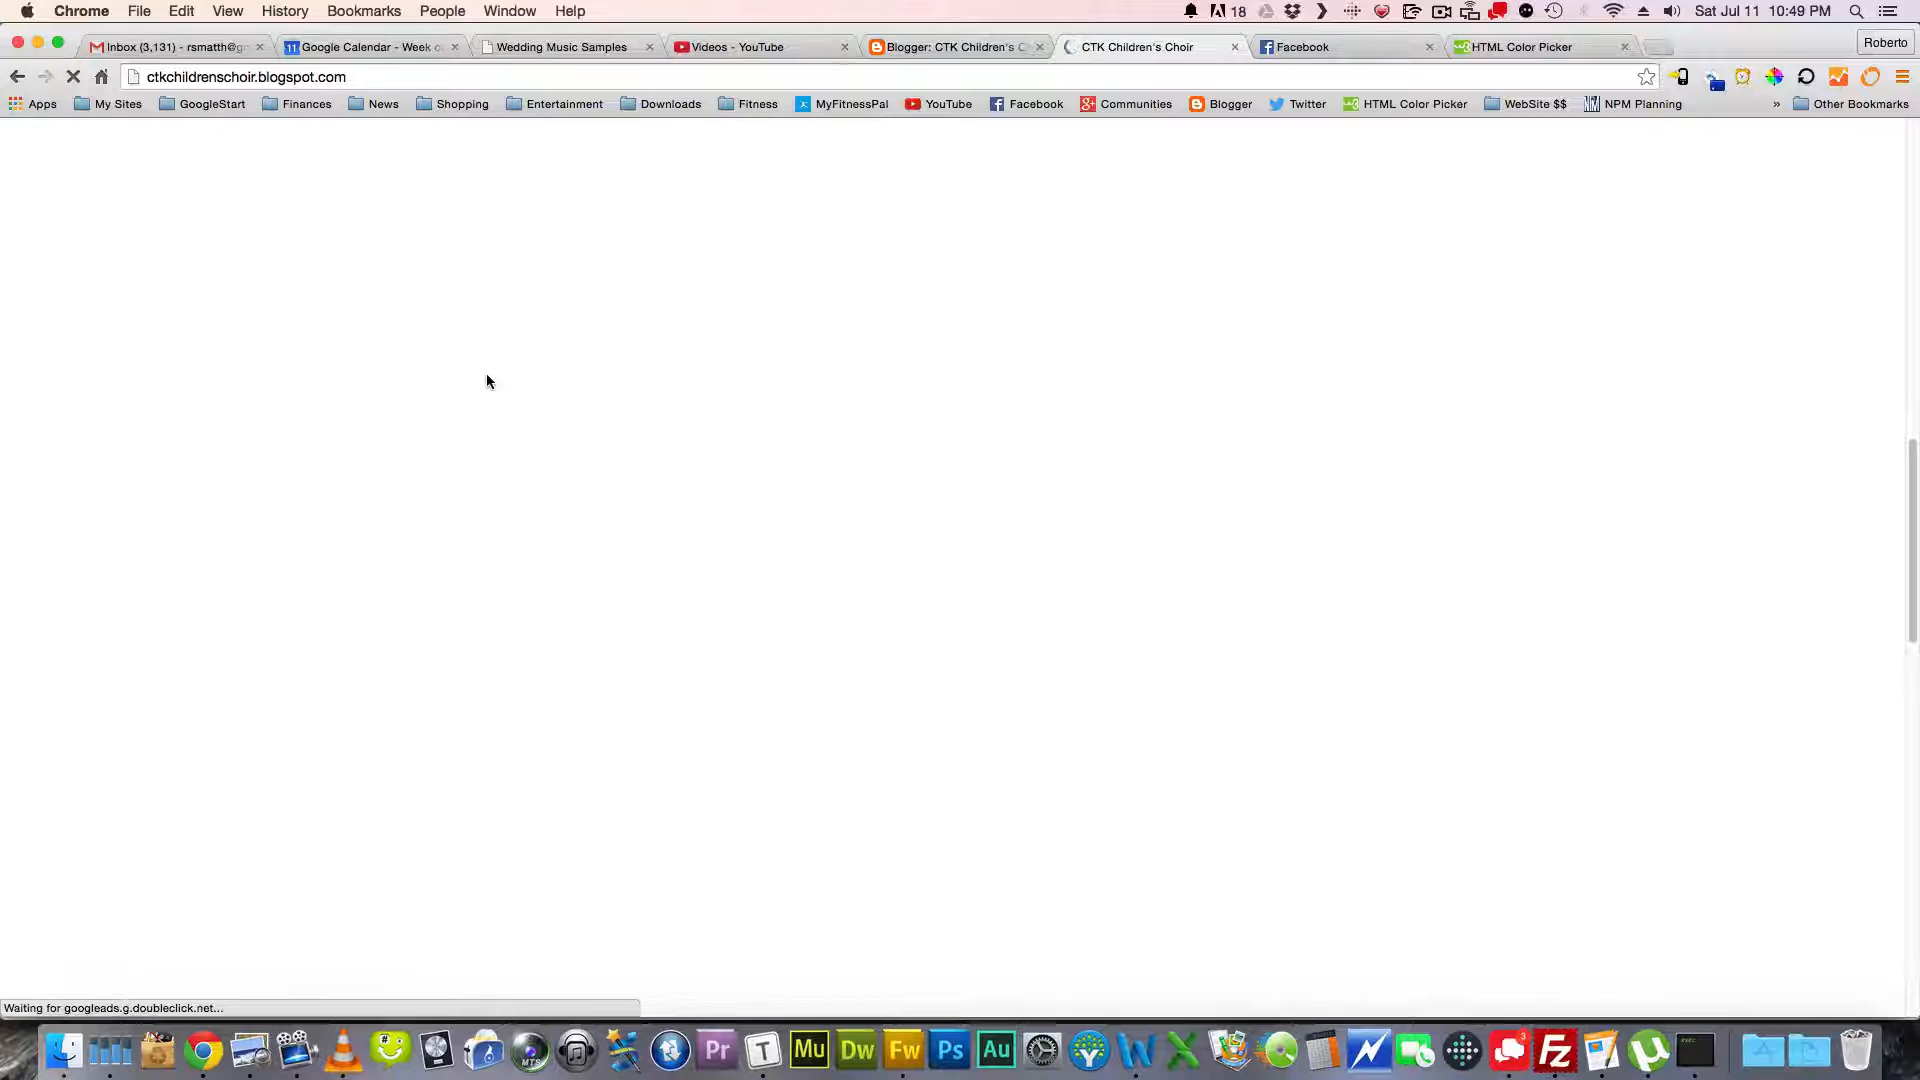 Chrome File Edit View History Bookmarks People Window Help 18 Sat Jul 11 10:49 PM
Inbox (3,131) - rsmatth@g Google Calendar - Week Wedding Music Samples Videos - YouTube Blogger: CTK Children's C CTK Children's Choir Facebook HTML Color Picker Roberto
ctkchildrenschoir.blogspot.com
Apps My Sites GoogleStart Finances News Shopping Entertainment Downloads Fitness MyFitnessPal YouTube Facebook Communities Blogger Twitter HTML Color Picker WebSite $$ NPM Planning » Other Bookmarks
Waiting for googleads.g.doubleclick.net...
MTS Pr T Mu Dw Fw Ps Au Y W X 3 Fz µ exec